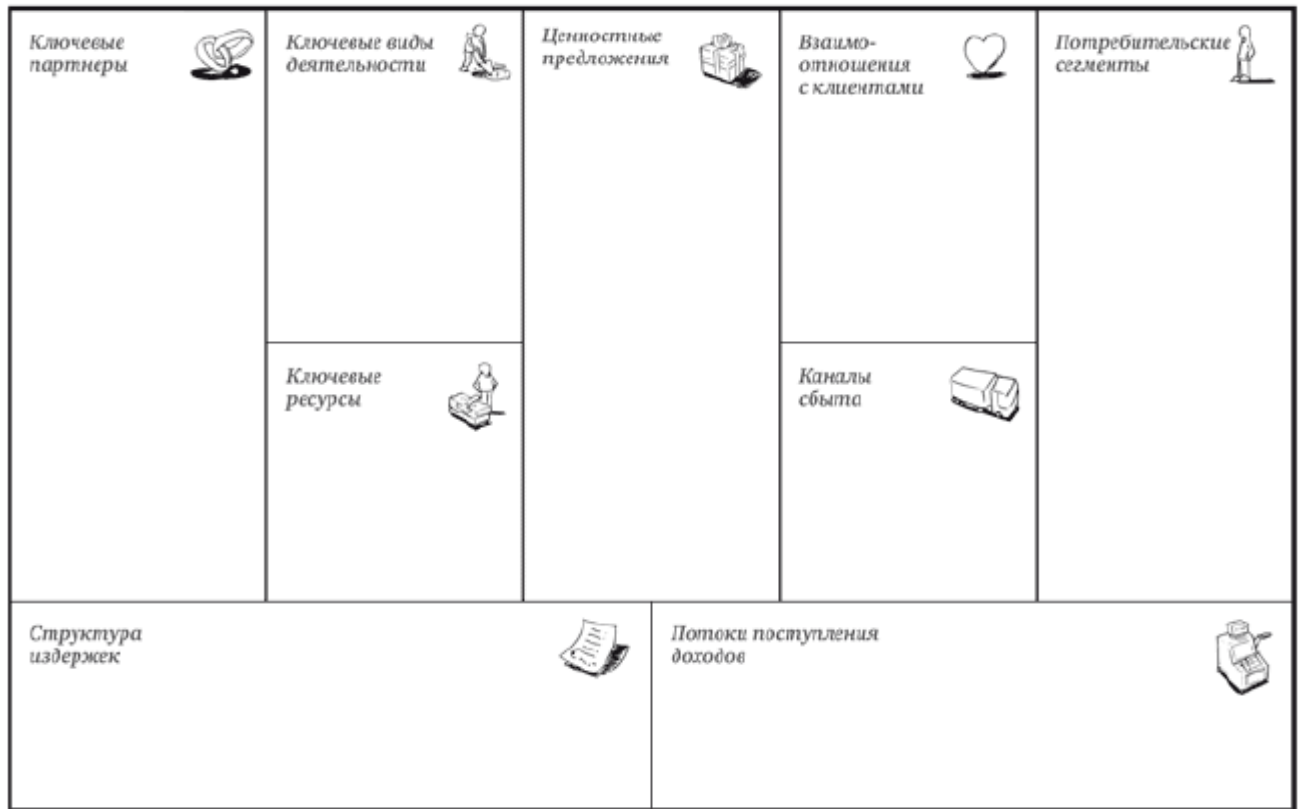 Ключевые
партнеры
Ключевые виды
деятельности
Ценностные
предложения
Взаимо-
отношения
с клиентами
Потребительские
сегменты
Ключевые
ресурсы
Каналы
сбыта
Структура
издержек
Потоки поступления
доходов